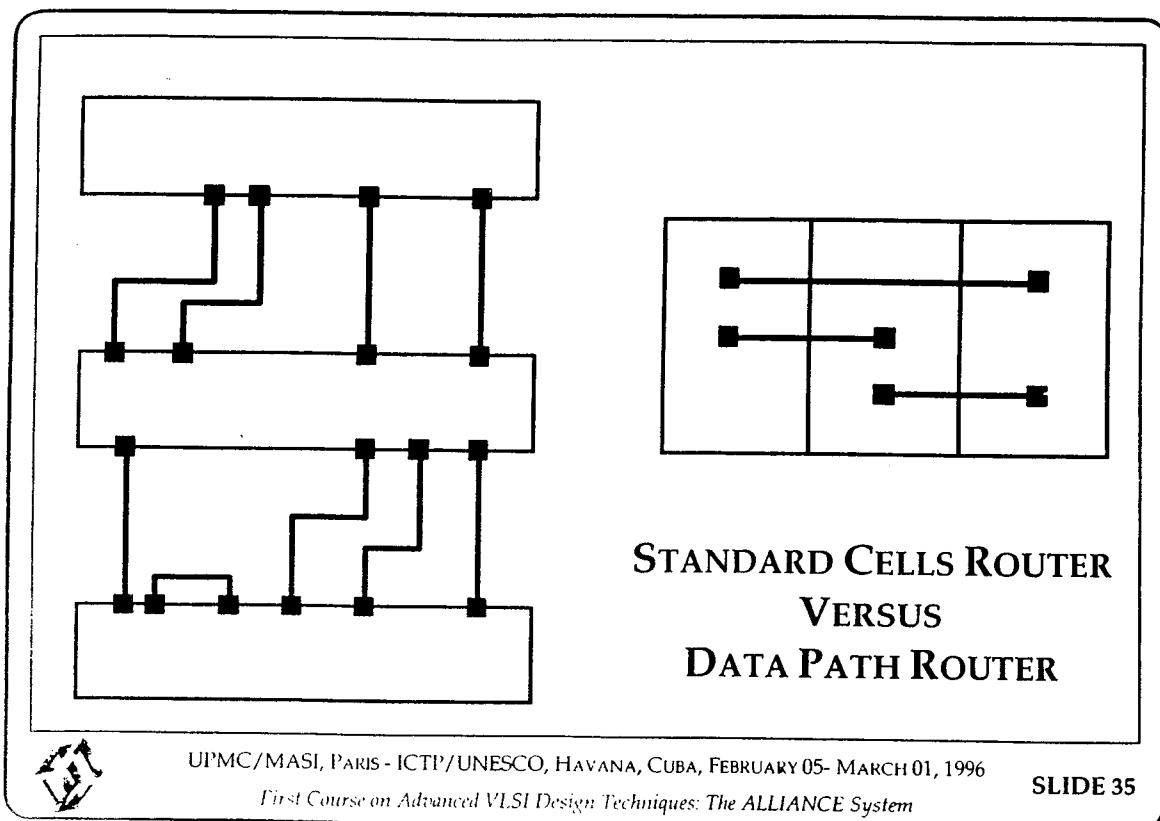 STANDARD CELLS ROUTER
VERSUS
DATA PATH ROUTER
UPMC/MASI, PARIS - ICTP/UNESCO, HAVANA, CUBA, FEBRUARY 05- MARCH 01, 1996
First Course on Advanced VLSI Design Techniques: The ALLIANCE System
SLIDE 35